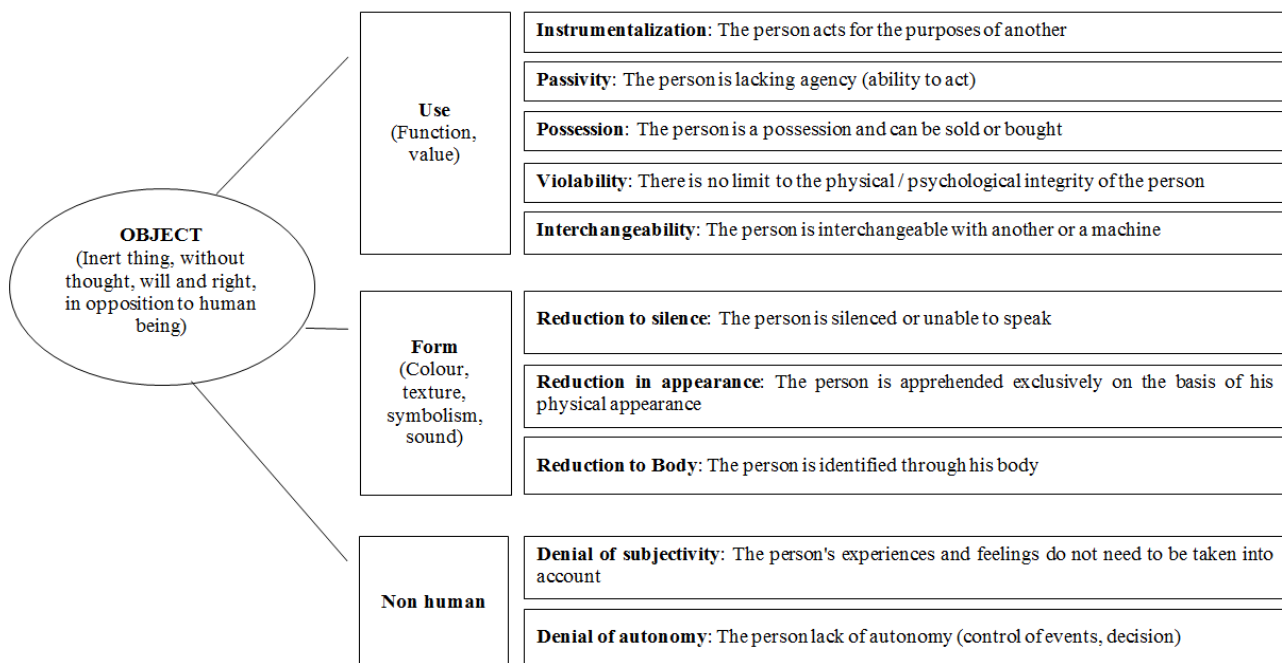 OBJECT
(Inert thing, without
thought, will and right,
in opposition to human
being)
Use
(Function,
value)
Instrumentalization: The person acts for the purposes of another
Passivity: The person is lacking agency (ability to act)
Possession: The person is a possession and can be sold or bought
Violability: There is no limit to the physical / psychological integrity of the person
Interchangeability: The person is interchangeable with another or a machine
Form
(Colour,
texture,
symbolism,
sound)
Reduction to silence: The person is silenced or unable to speak
Reduction in appearance: The person is apprehended exclusively on the basis of his
physical appearance
Reduction to Body: The person is identified through his body
Non human
Denial of subjectivity: The person's experiences and feelings do not need to be taken into
account
Denial of autonomy: The person lack of autonomy (control of events, decision)